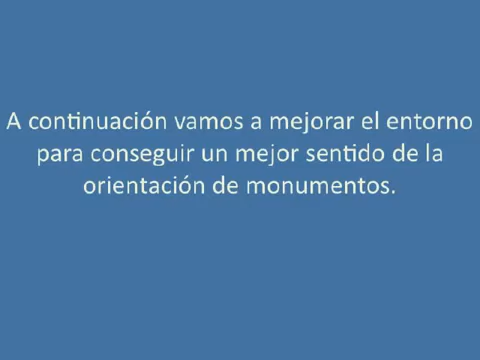 A continuación vamos a mejorar el entorno
para conseguir un mejor sentido de la
orientación de monumentos.